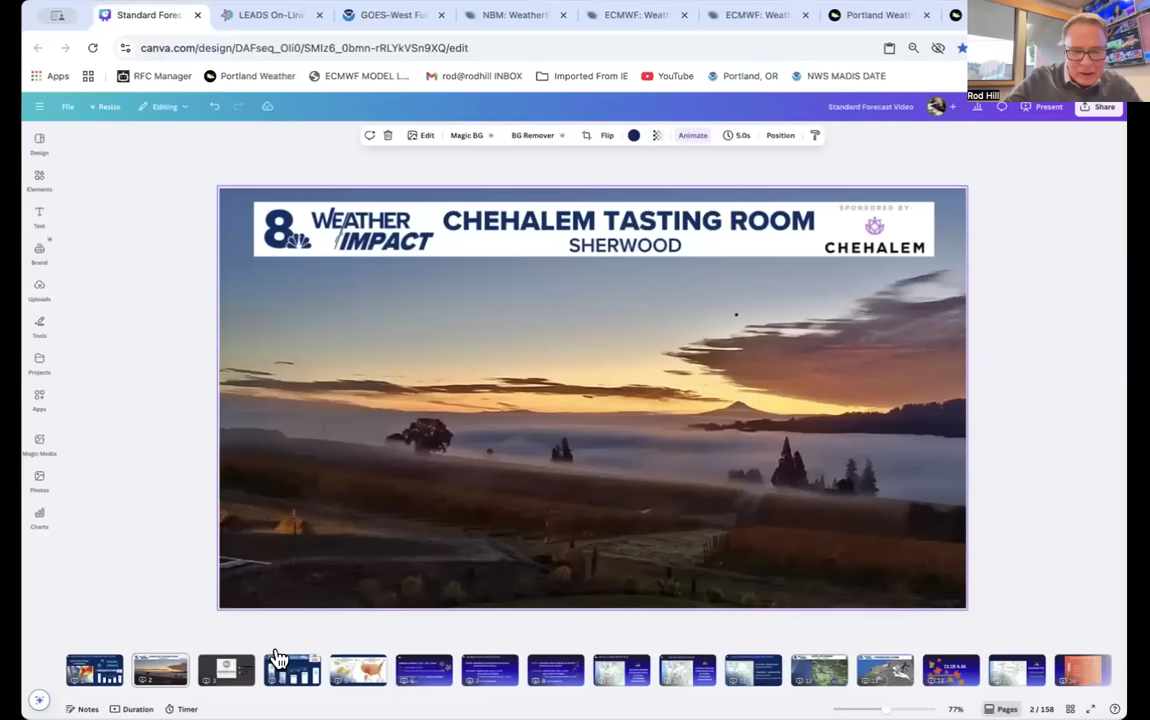 Standard Forec
LEADS On-Lin
GOES-West F
NBM: Weather
ECMWF: Weat
ECMWF: Weat
Portland Weat
canva.com/design/DAFseq_Oli0/SMIz6_0bmn-rRLYkVSn9XQ/edit
Apps
RFC Manager
Portland Weather
ECMWF MODEL L...
rod@rodhill INBOX
Imported From IE
YouTube
Portland, OR
NWS MADIS DATE
Rod Hill
File
Resize
Editing
Standard Forecast Video
Present
Share
Edit
Magic BG
BG Remover
Flip
Animate
5.0s
Position
Design
Elements
Text
Brand
Uploads
Tools
Projects
Apps
Magic Media
Photos
Charts
8 WEATHER IMPACT
CHEHALEM TASTING ROOM
SHERWOOD
SPONSORED BY
CHEHALEM
Notes
Duration
Timer
77%
Pages
2 / 158